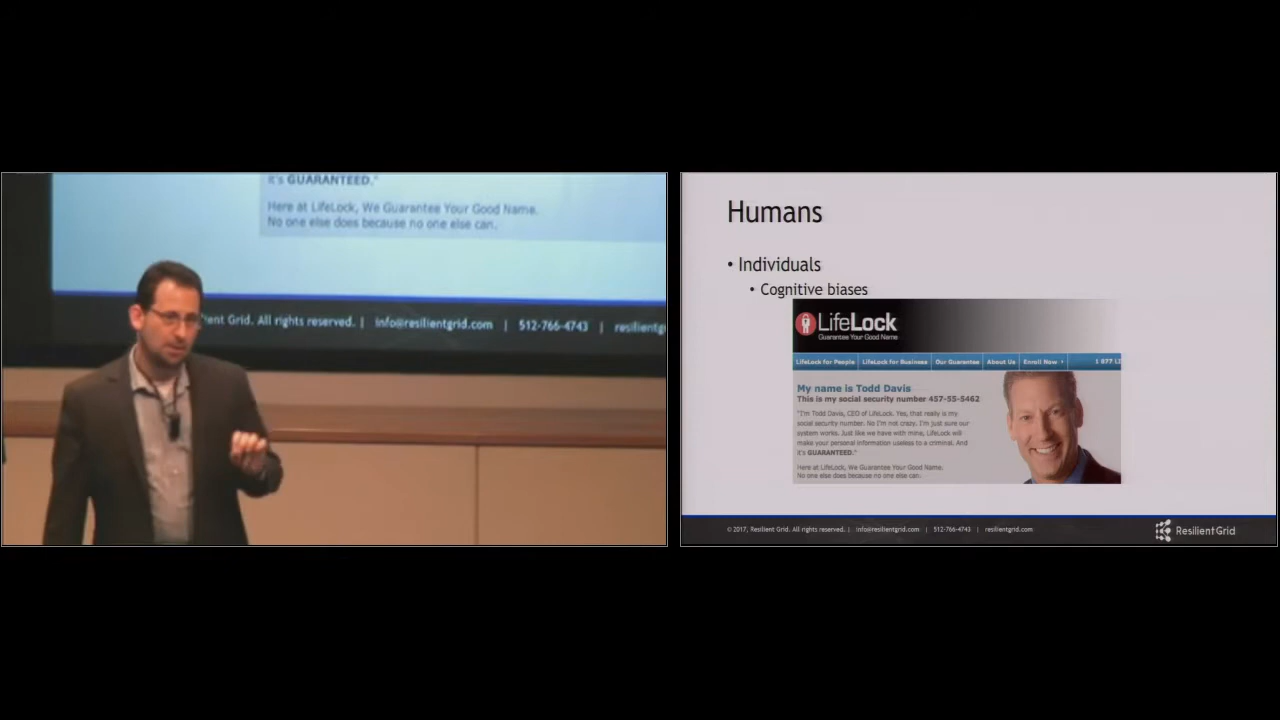 it's GUARANTEED."
Here at LifeLock, We Guarantee Your Good Name.
No one else does because no one else can.
ient Grid. All rights reserved. | info@resilientgrid.com | 512-766-4743 | resilientg
Humans
• Individuals
• Cognitive biases
LifeLock
Guarantee Your Good Name
LifeLock for People | LifeLock for Business | Our Guarantee | About Us | Enroll Now 1 877 LI
My name is Todd Davis
This is my social security number 457-55-5462
"I'm Todd Davis, CEO of LifeLock. Yes, that really is my
social security number. No I'm not crazy. I'm just sure our
system works. Just like we have with mine, LifeLock will
make your personal information useless to a criminal. And
it's GUARANTEED."
Here at LifeLock, We Guarantee Your Good Name.
No one else does because no one else can.
© 2017, Resilient Grid. All rights reserved. | info@resilientgrid.com | 512-766-4743 | resilientgrid.com
ResilientGrid